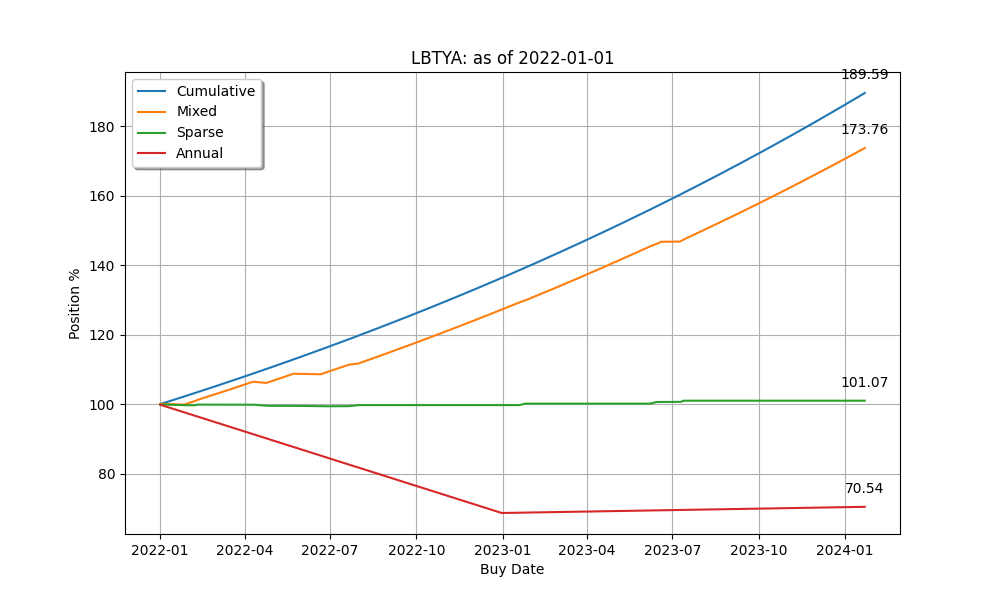 LBTYA: as of 2022-01-01
189.59
Cumulative
Mixed
Sparse
Annual
173.76
101.07
70.54
180
160
140
120
100
80
Position %
2022-01 2022-04 2022-07 2022-10 2023-01 2023-04 2023-07 2023-10 2024-01
Buy Date